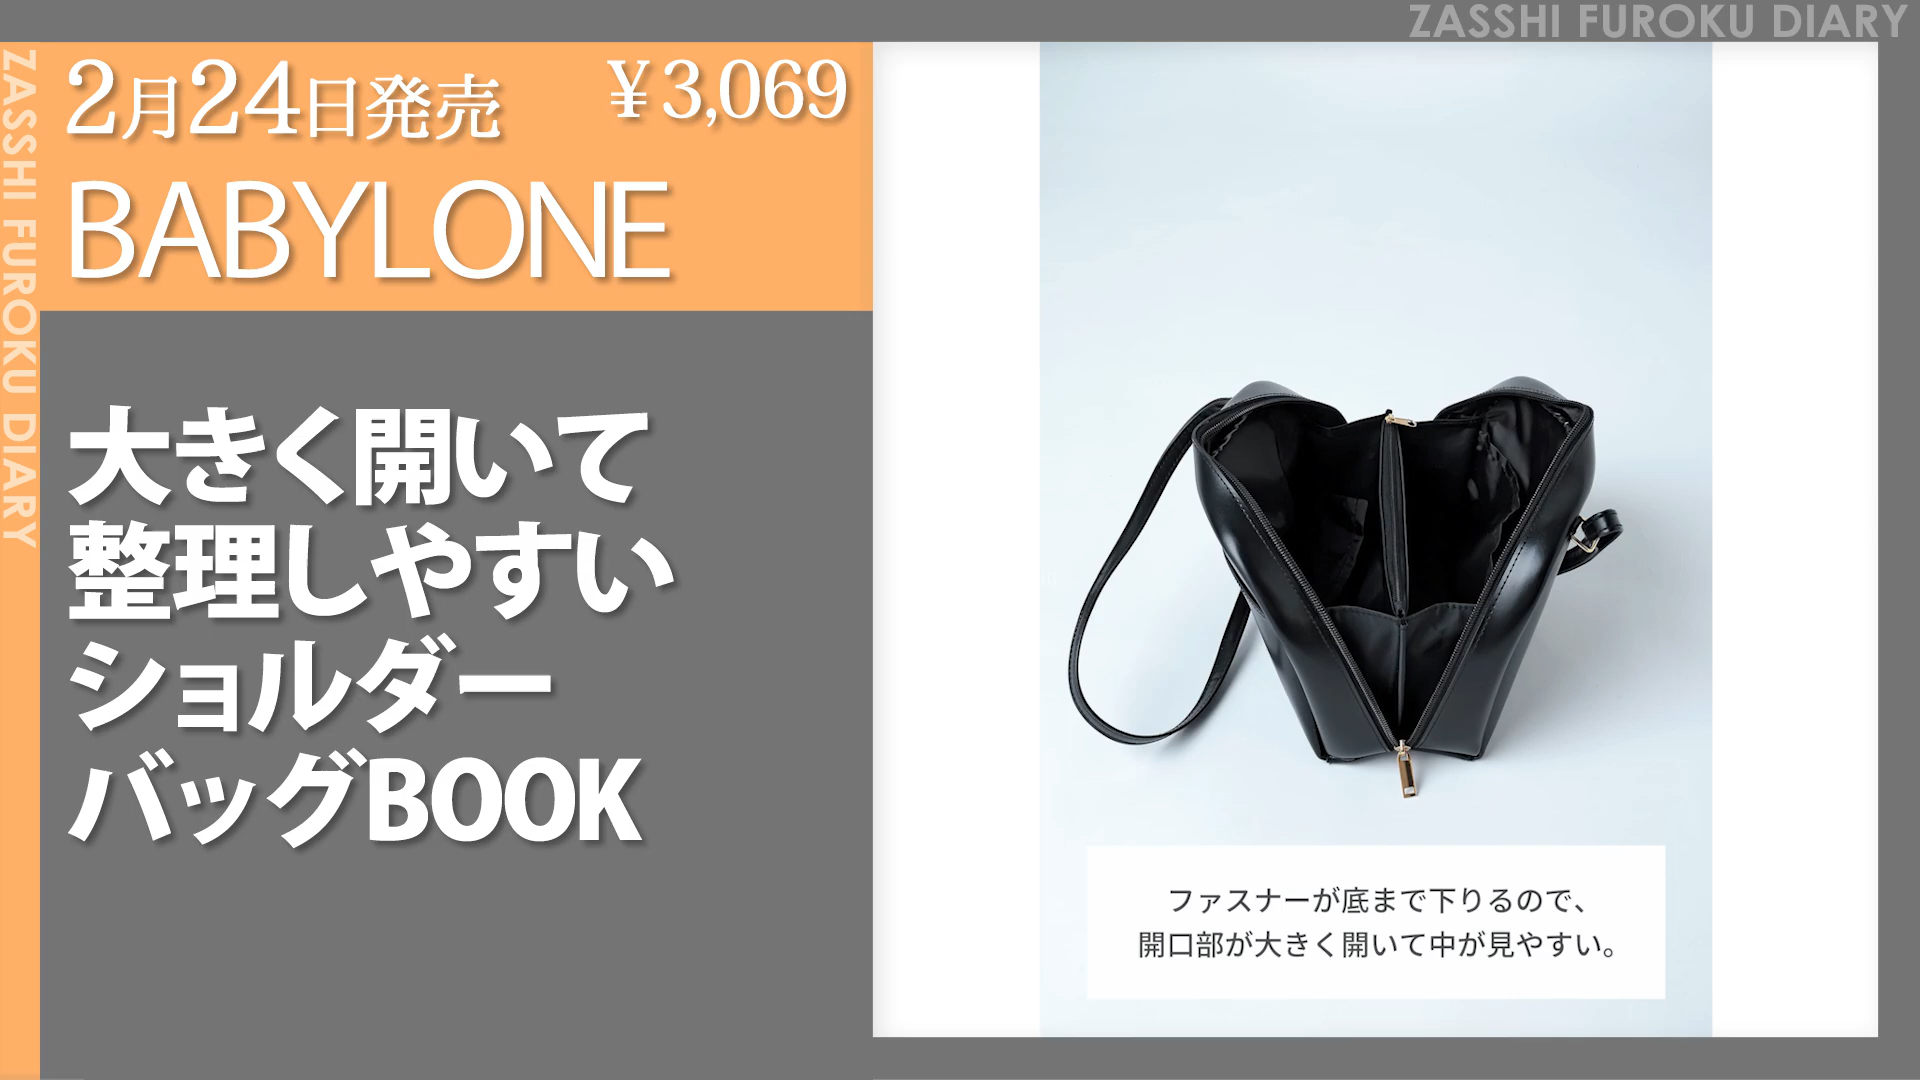 ZASSHI FUROKU DIARY
ZASSHI FUROKU DIARY
2月24日発売
¥3,069
BABYLONE
大きく開いて
整理しやすい
ショルダー
バッグBOOK
ファスナーが底まで下りるので、
開口部が大きく開いて中が見やすい。